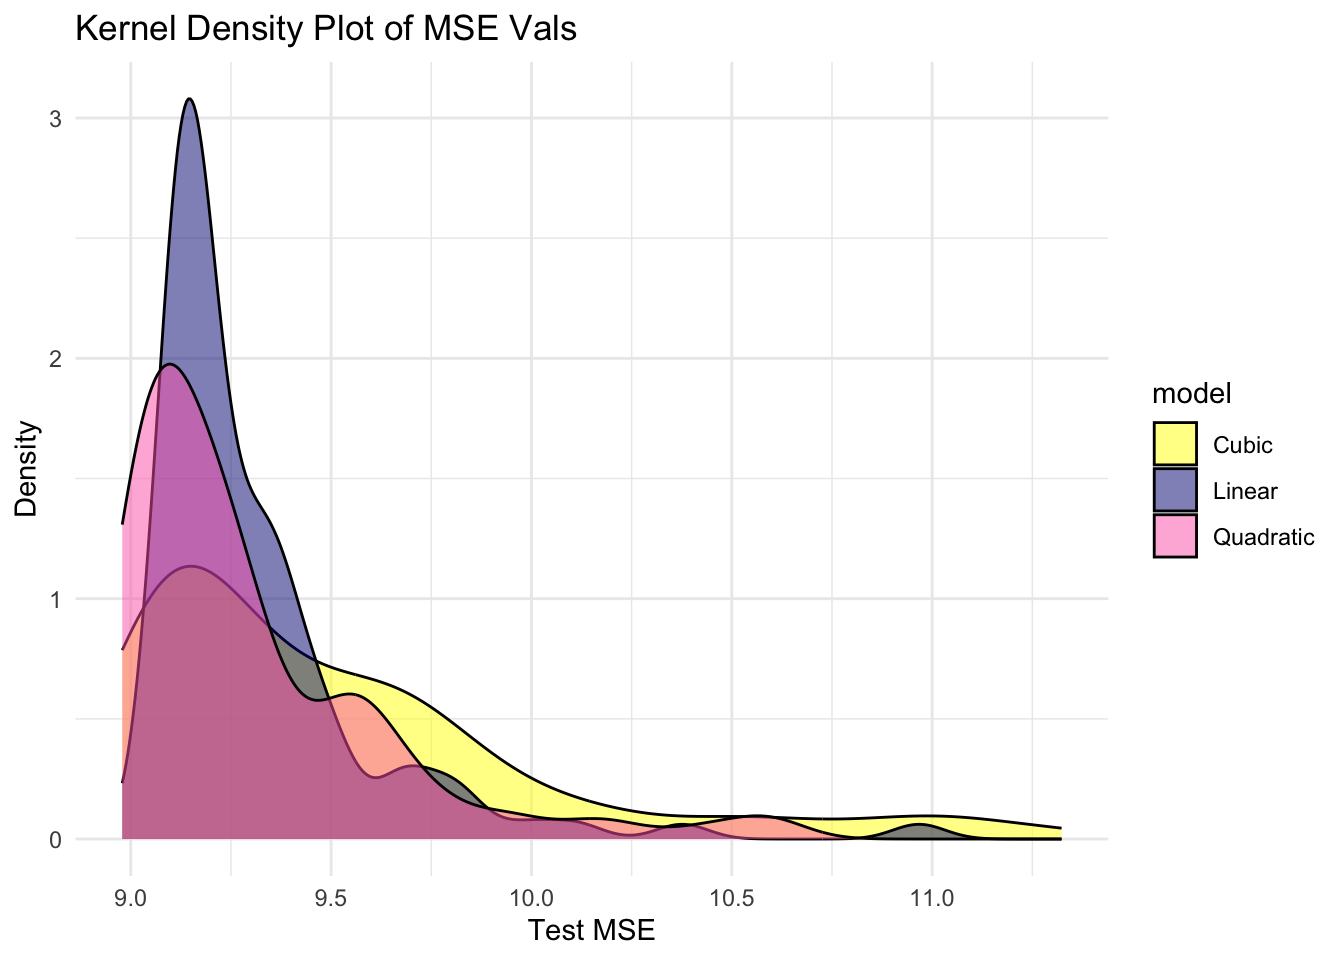 Kernel Density Plot of MSE Vals
3
2
1
0
Density
9.0 9.5 10.0 10.5 11.0
Test MSE
model
Cubic
Linear
Quadratic